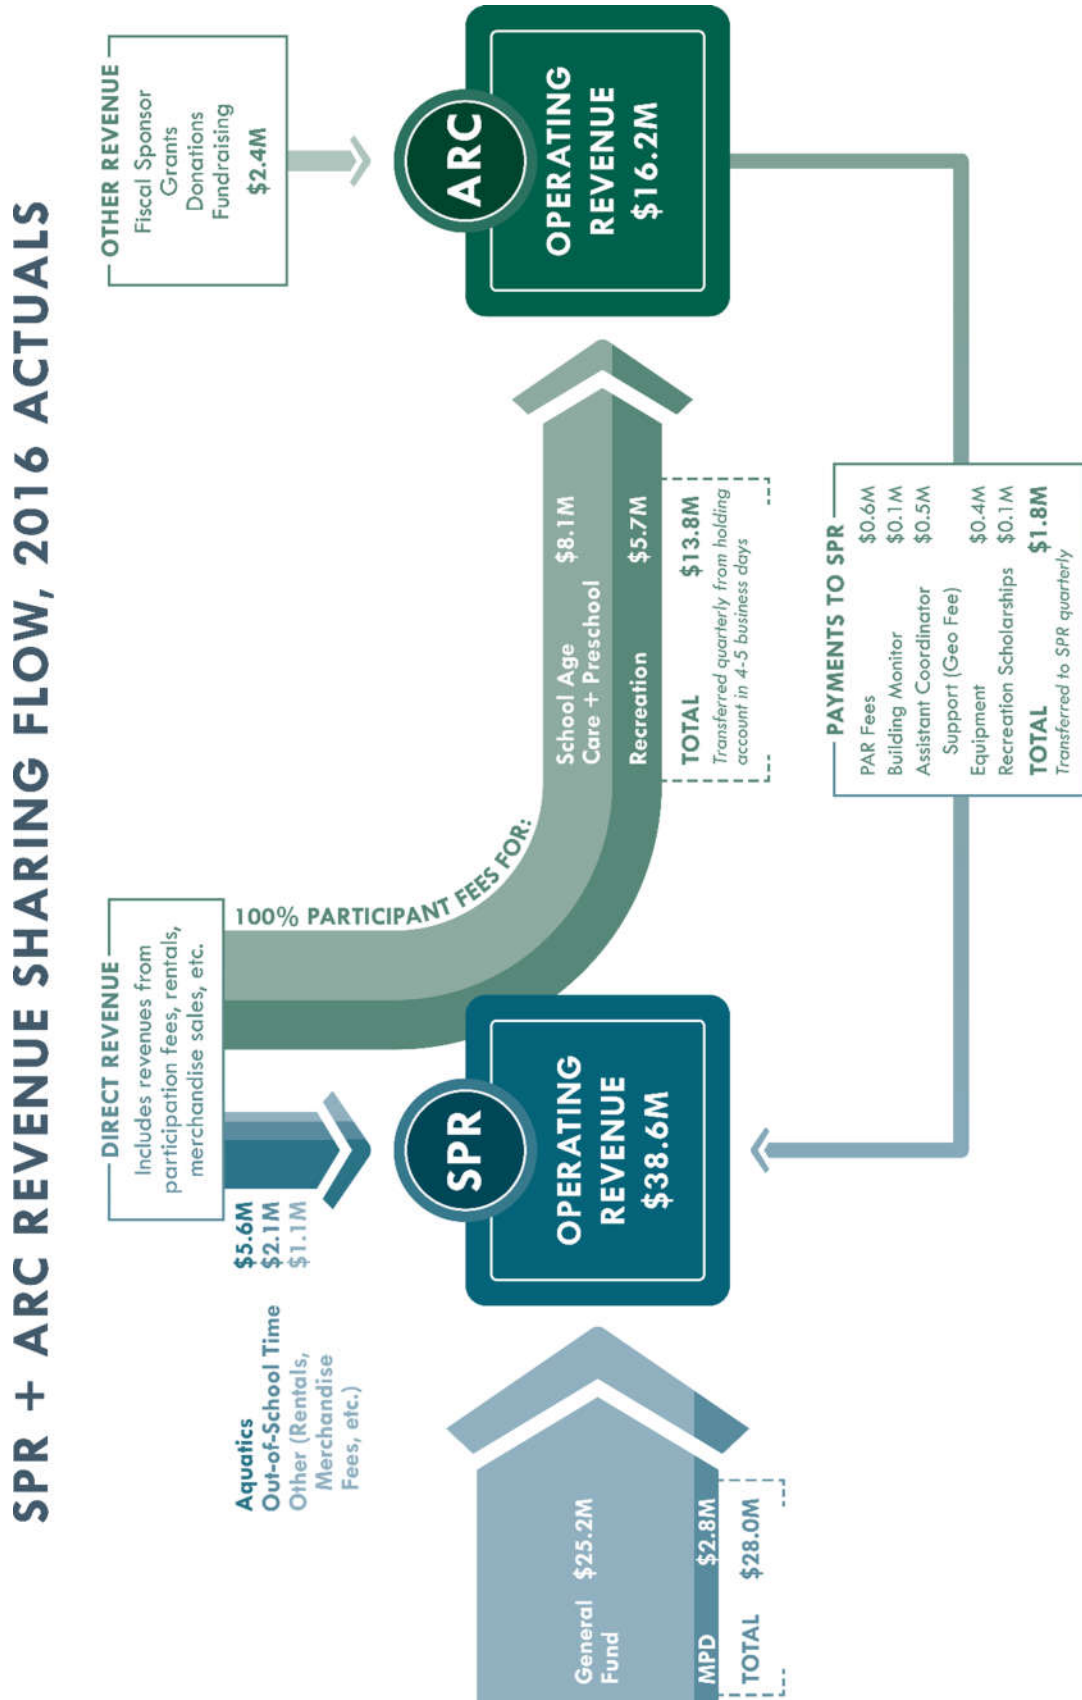 SPR + ARC REVENUE SHARING FLOW, 2016 ACTUALS
DIRECT REVENUE
Includes revenues from
participation fees, rentals,
merchandise sales, etc.
OTHER REVENUE
Fiscal Sponsor
Grants
Donations
Fundraising
$2.4M
Aquatics $5.6M
Out-of-School Time $2.1M
Other (Rentals, $1.1M
Merchandise
Fees, etc.)
100% PARTICIPANT FEES FOR:
SPR
OPERATING
REVENUE
$38.6M
ARC
OPERATING
REVENUE
$16.2M
General $25.2M
Fund
MPD $2.8M
TOTAL $28.0M
School Age $8.1M
Care + Preschool
Recreation $5.7M
TOTAL $13.8M
Transferred quarterly from holding
account in 4-5 business days
PAYMENTS TO SPR
PAR Fees $0.6M
Building Monitor $0.1M
Assistant Coordinator $0.5M
Support (Geo Fee)
Equipment $0.4M
Recreation Scholarships $0.1M
TOTAL $1.8M
Transferred to SPR quarterly